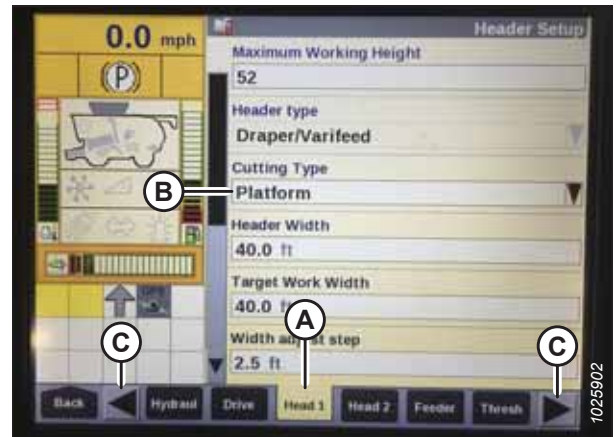 0.0 mph
(P)
Header Setup
Maximum Working Height
52
Header type
Draper/Varifeed
Cutting Type
B
Platform
Header Width
40.0 ft
Target Work Width
40.0 ft
A
Width adjust step
2.5 ft
C
C
Back
Hydraul
Drive
Head 1
Head 2
Feeder
Thresh
1025902